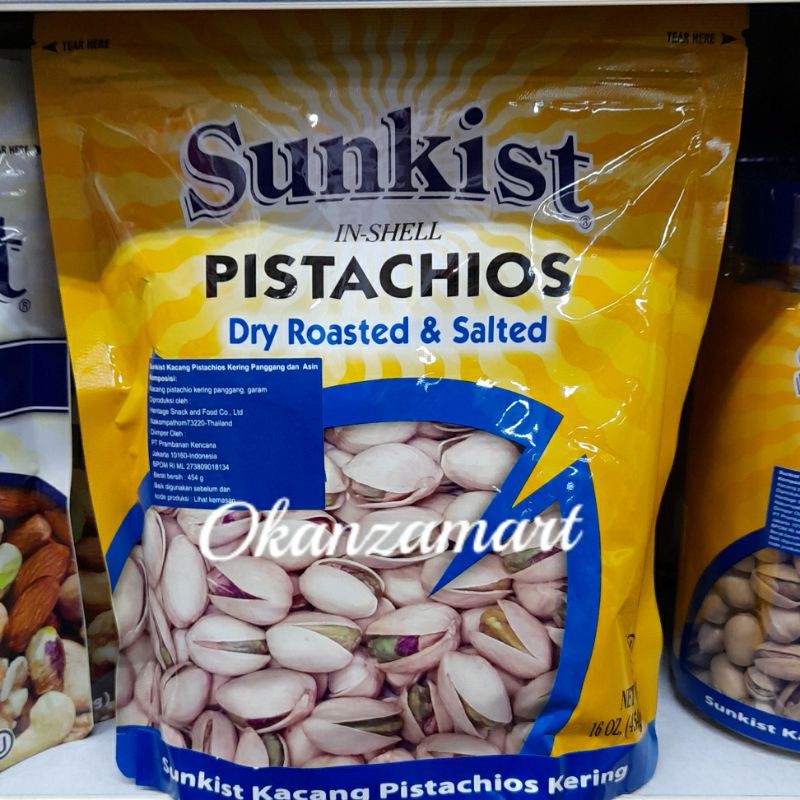 TEAR HERE
TEAR HERE
Sunkist®
IN-SHELL
PISTACHIOS
Dry Roasted & Salted
Sunkist Kacang Pistachios Kering Panggang dan Asin
Komposisi:
Kacang pistachio kering panggang, garam
Diproduksi oleh :
Heritage Snack and Food Co., Ltd
Nakompathom73220-Thailand
Diimpor Oleh :
PT Prambanan Kencana
Jakarta 10160-Indonesia
BPOM RI ML 273809018134
Berat bersih : 454 g
Baik digunakan sebelum dan
kode produksi : Lihat kemasan
Okanzamart
NET
16 OZ.
Sunkist Kacang Pistachios Kering
Sunkist